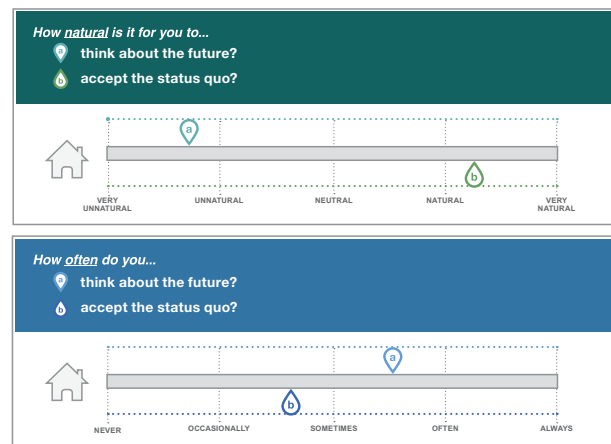 How natural is it for you to...
a think about the future?
b accept the status quo?
a
b
VERY UNNATURAL UNNATURAL NEUTRAL NATURAL VERY NATURAL
How often do you...
a think about the future?
b accept the status quo?
a
b
NEVER OCCASIONALLY SOMETIMES OFTEN ALWAYS